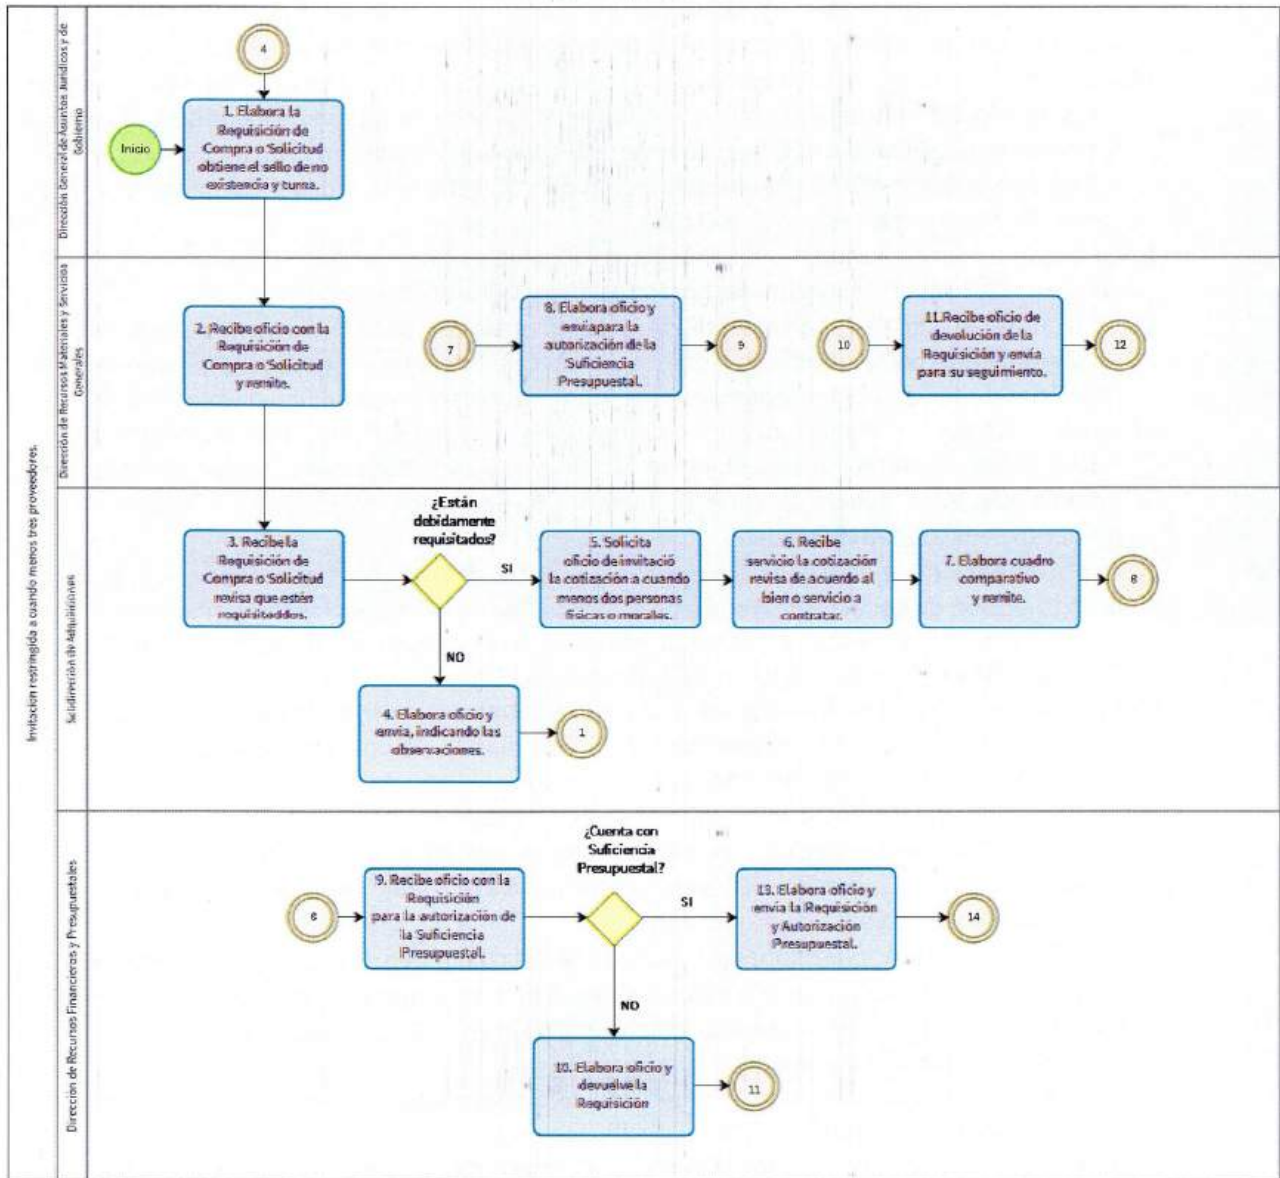 Invitación restringida a cuando menos tres proveedores.
Dirección General de Asuntos Jurídicos y de
Gobierno
4
Inicio
1. Elabora la
Requisición de
Compra o Solicitud
obtiene el sello de no
existencia y turna.
Dirección de Recursos Materiales y Servicios
Generales
2. Recibe oficio con la
Requisición de
Compra o Solicitud
y remite.
7
8. Elabora oficio y
envia para la
autorización de la
Suficiencia
Presupuestal.
9
10
11.Recibe oficio de
devolución de la
Requisición y envia
para su seguimiento.
12
Subdirección de Adquisiciones
3. Recibe la
Requisición de
Compra o Solicitud
revisa que estén
requisitaddos.
¿Están
debidamente
requisitados?
SI
NO
5. Solicita
oficio de invitació
la cotización a cuando
menos dos personas
físicas o morales.
6. Recibe
servicio la cotización
revisa de acuerdo al
bien o servicio a
contratar.
7. Elabora cuadro
comparativo
y remite.
8
4. Elabora oficio y
envia, indicando las
observaciones.
1
Dirección de Recursos Financieros y Presupuestales
9. Recibe oficio con la
Requisición
para la autorización de
la Suficiencia
Presupuestal.
¿Cuenta con
Suficiencia
Presupuestal?
SI
NO
13. Elabora oficio y
envia la Requisición
y Autorización
Presupuestal.
14
10. Elabora oficio y
devuelve la
Requisición
11